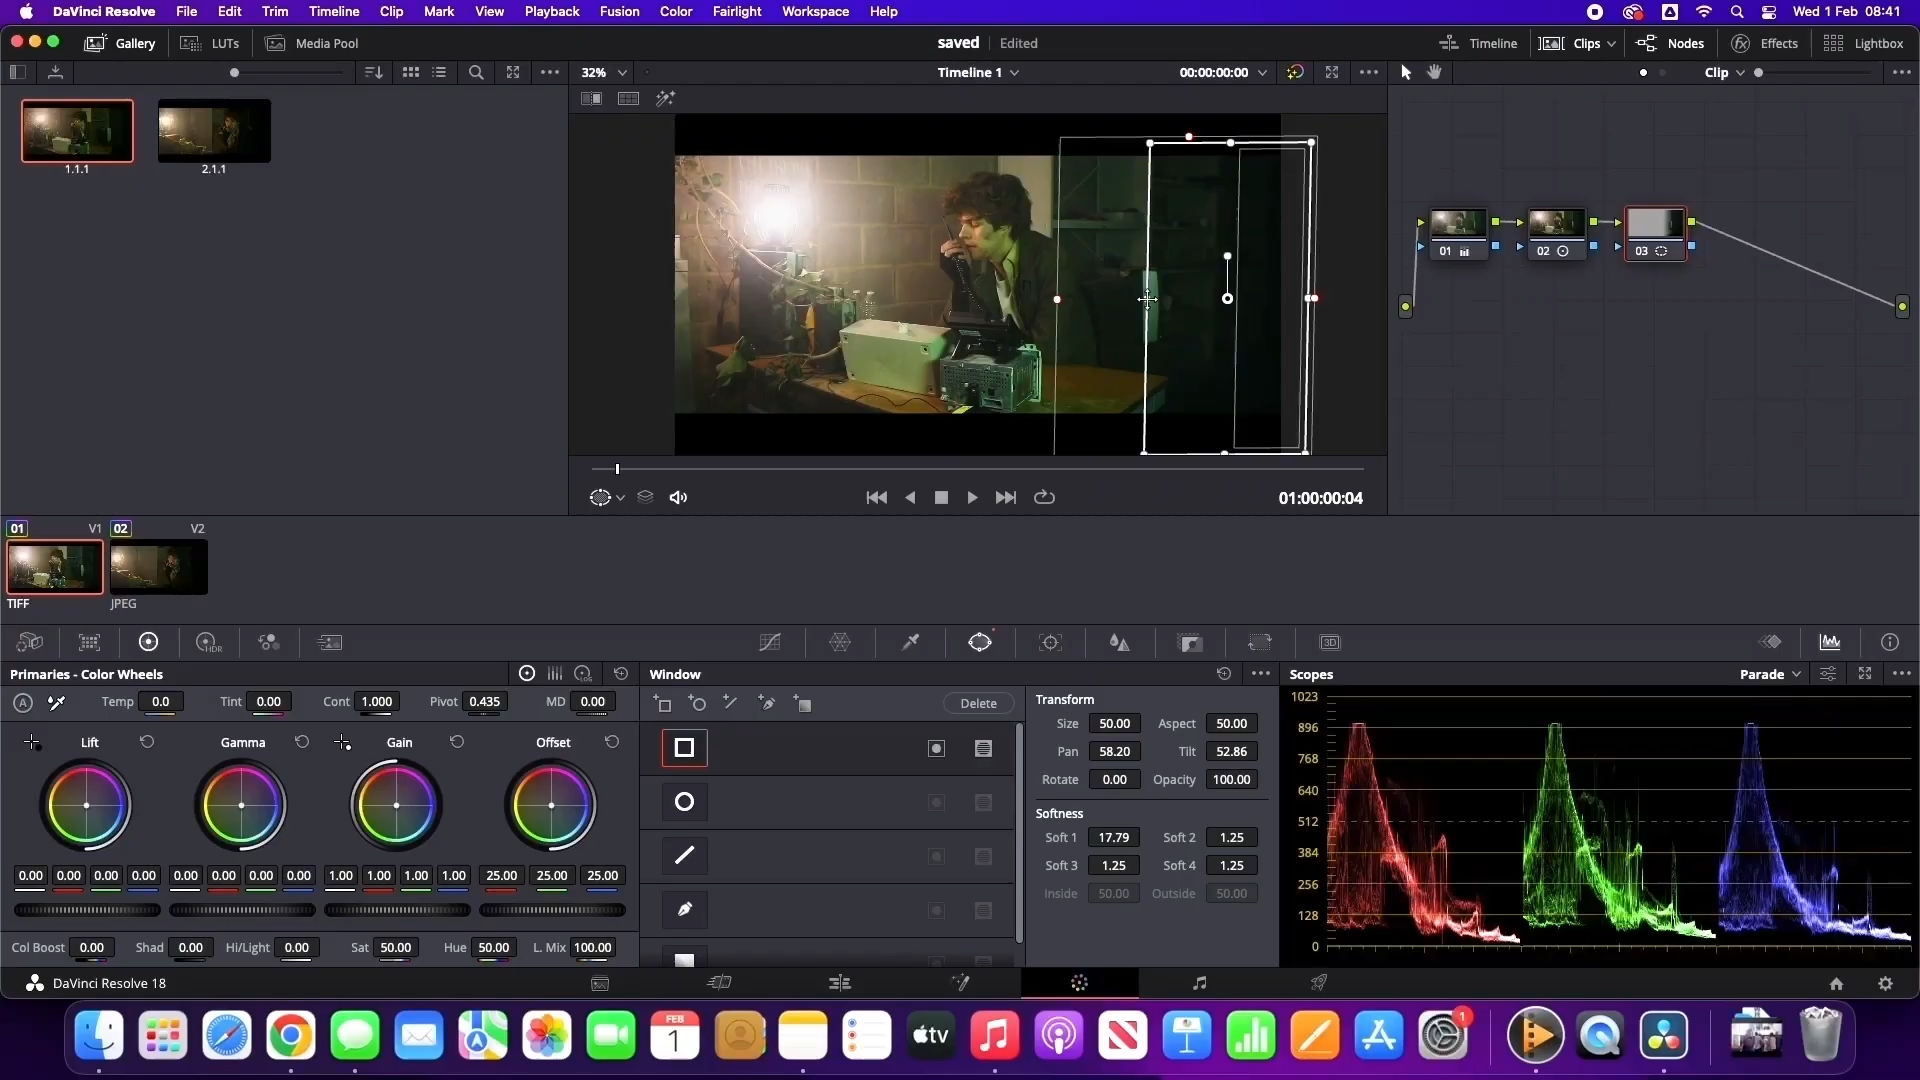 DaVinci Resolve File Edit Trim Timeline Clip Mark View Playback Fusion Color Fairlight Workspace Help Wed 1 Feb 08:41
Gallery LUTs Media Pool saved Edited Timeline Clips Nodes Effects Lightbox
32% Timeline 1 00:00:00:00 Clip
1.1.1 2.1.1
01 02 03
01:00:00:04
01 V1 02 V2
TIFF JPEG
HDR 3D
Primaries - Color Wheels LOG Window Scopes Parade
A Temp 0.0 Tint 0.00 Cont 1.000 Pivot 0.435 MD 0.00 Delete Transform 1023
Size 50.00 Aspect 50.00 896
Lift Gamma Gain Offset Pan 58.20 Tilt 52.86 768
Rotate 0.00 Opacity 100.00 640
Softness 512
Soft 1 17.79 Soft 2 1.25 384
Soft 3 1.25 Soft 4 1.25 256
0.00 0.00 0.00 0.00 0.00 0.00 0.00 0.00 1.00 1.00 1.00 1.00 25.00 25.00 25.00
Inside 50.00 Outside 50.00 128
Col Boost 0.00 Shad 0.00 Hi/Light 0.00 Sat 50.00 Hue 50.00 L. Mix 100.00 0
DaVinci Resolve 18
FEB
1
tv
1